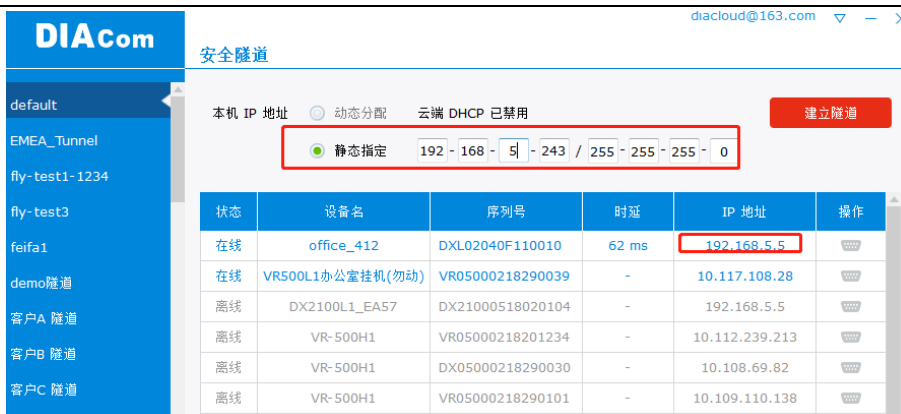 diacloud@163.com
DIACom
安全隧道
default
EMEA_Tunnel
fly-test1-1234
fly-test3
feifa1
demo隧道
客户A 隧道
客户B 隧道
客户C 隧道
本机 IP 地址 动态分配 云端 DHCP 已禁用 建立隧道
静态指定 192 - 168 - 5 - 243 / 255 - 255 - 255 - 0
状态 设备名 序列号 时延 IP 地址 操作
在线 office_412 DXL02040F110010 62 ms 192.168.5.5
在线 VR500L1办公室挂机(勿动) VR05000218290039 - 10.117.108.28
离线 DX2100L1_EA57 DX21000518020104 - 192.168.5.5
离线 VR-500H1 VR05000218201234 - 10.112.239.213
离线 VR-500H1 DX05000218290030 - 10.108.69.82
离线 VR-500H1 VR05000218290101 - 10.109.110.138